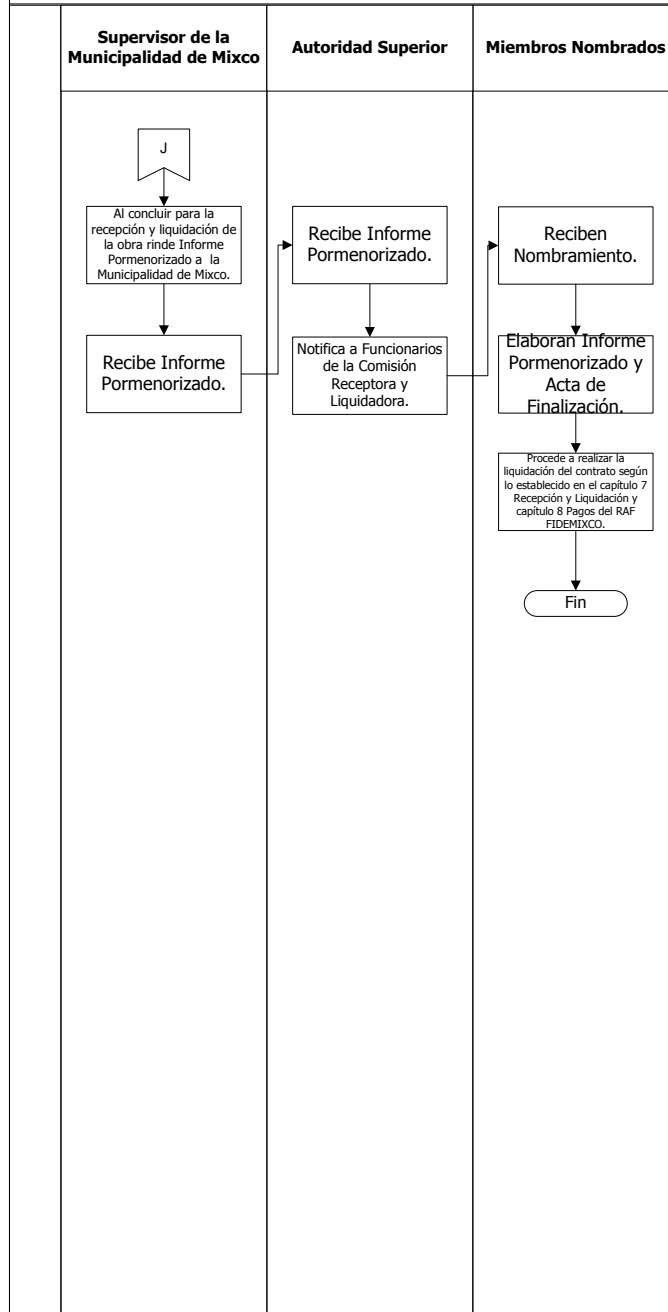 Supervisor de la
Municipalidad de Mixco
Autoridad Superior
Miembros Nombrados
J
Al concluir para la
recepción y liquidación de
la obra rinde Informe
Pormenorizado a la
Municipalidad de Mixco.
Recibe Informe
Pormenorizado.
Recibe Informe
Pormenorizado.
Notifica a Funcionarios
de la Comisión
Receptora y
Liquidadora.
Reciben
Nombramiento.
Elaboran Informe
Pormenorizado y
Acta de
Finalización.
Procede a realizar la
liquidación del contrato según
lo establecido en el capítulo 7
Recepción y Liquidación y
capítulo 8 Pagos del RAF
FIDEMIXCO.
Fin